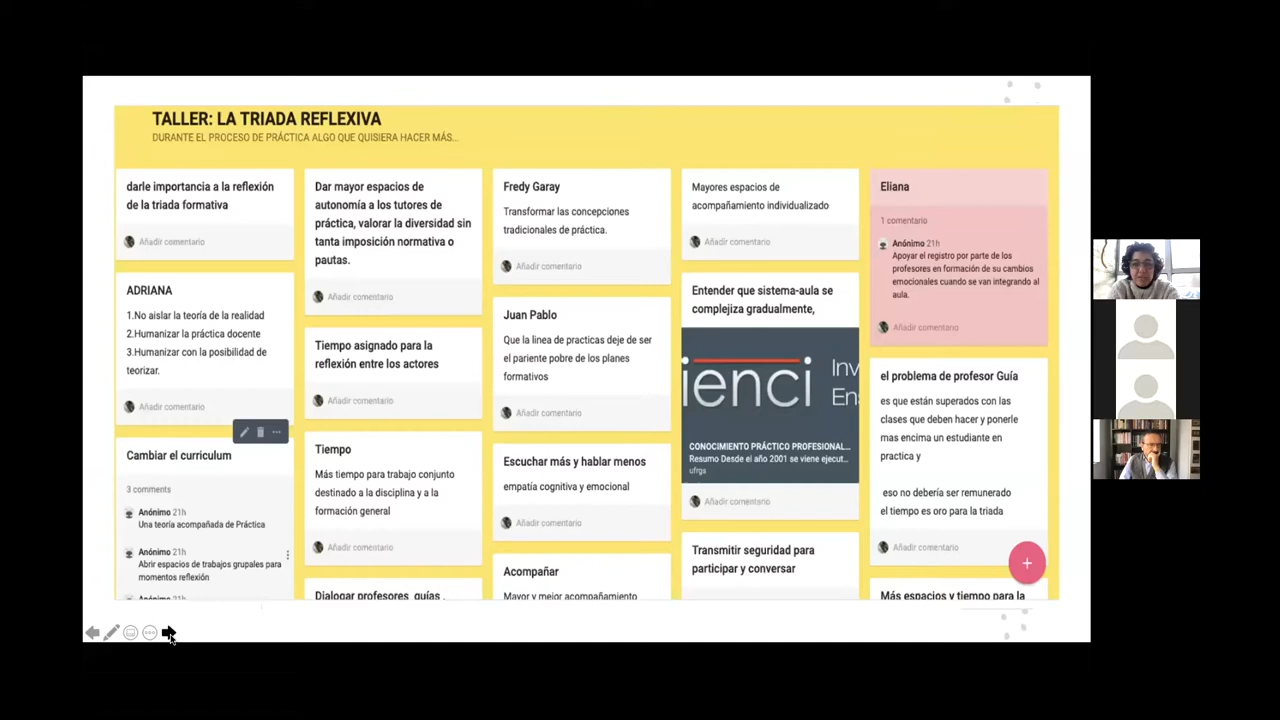 TALLER: LA TRIADA REFLEXIVA
DURANTE EL PROCESO DE PRÁCTICA ALGO QUE QUISIERA HACER MÁS...
darle importancia a la reflexión
de la triada formativa
Añadir comentario
ADRIANA
1.No aislar la teoría de la realidad
2.Humanizar la práctica docente
3.Humanizar con la posibilidad de
teorizar.
Añadir comentario
Cambiar el curriculum
3 comments
Anónimo 21h
Una teoría acompañada de Práctica
Anónimo 21h
Abrir espacios de trabajos grupales para
momentos reflexión
Anónimo 21h
Dar mayor espacios de
autonomía a los tutores de
práctica, valorar la diversidad sin
tanta imposición normativa o
pautas.
Añadir comentario
Tiempo asignado para la
reflexión entre los actores
Añadir comentario
Tiempo
Más tiempo para trabajo conjunto
destinado a la disciplina y a la
formación general
Añadir comentario
Dialogar profesores guías ,
Fredy Garay
Transformar las concepciones
tradicionales de práctica.
Añadir comentario
Juan Pablo
Que la linea de practicas deje de ser
el pariente pobre de los planes
formativos
Añadir comentario
Escuchar más y hablar menos
empatía cognitiva y emocional
Añadir comentario
Acompañar
Mayor y mejor acompañamiento
Mayores espacios de
acompañamiento individualizado
Añadir comentario
Entender que sistema-aula se
complejiza gradualmente,
ienci
Inv
Ens
CONOCIMIENTO PRÁCTICO PROFESIONAL...
Resumo Desde el año 2001 se viene ejecut...
ufrgs
Añadir comentario
Transmitir seguridad para
participar y conversar
Eliana
1 comentario
Anónimo 21h
Apoyar el registro por parte de los
profesores en formación de su cambios
emocionales cuando se van integrando al
aula.
Añadir comentario
el problema de profesor Guía
es que están superados con las
clases que deben hacer y ponerle
mas encima un estudiante en
practica y
eso no debería ser remunerado
el tiempo es oro para la triada
Añadir comentario
Más espacios y tiempo para la